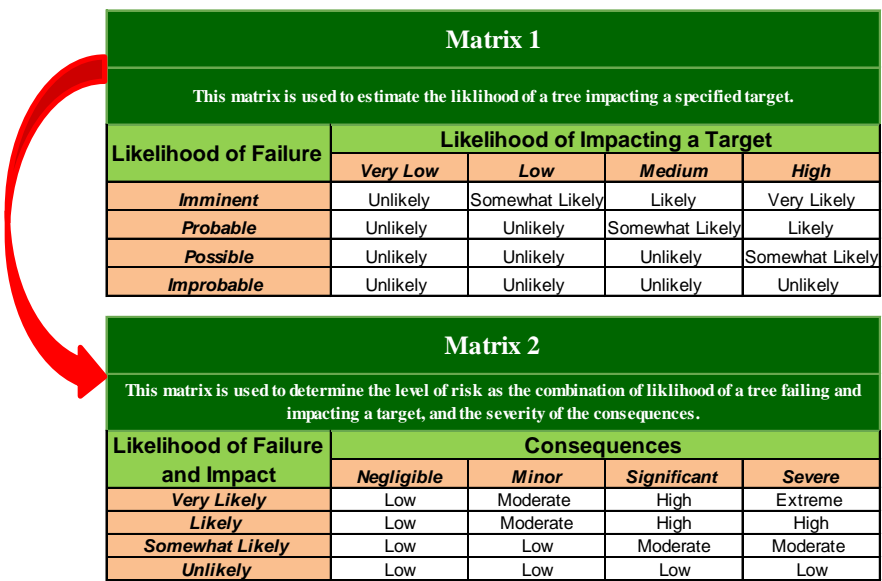 Matrix 1
This matrix is used to estimate the liklihood of a tree impacting a specified target.
Likelihood of Failure
Likelihood of Impacting a Target
Very Low Low Medium High
Imminent Unlikely Somewhat Likely Likely Very Likely
Probable Unlikely Unlikely Somewhat Likely Likely
Possible Unlikely Unlikely Unlikely Somewhat Likely
Improbable Unlikely Unlikely Unlikely Unlikely
Matrix 2
This matrix is used to determine the level of risk as the combination of liklihood of a tree failing and
impacting a target, and the severity of the consequences.
Likelihood of Failure
and Impact
Consequences
Negligible Minor Significant Severe
Very Likely Low Moderate High Extreme
Likely Low Moderate High High
Somewhat Likely Low Low Moderate Moderate
Unlikely Low Low Low Low